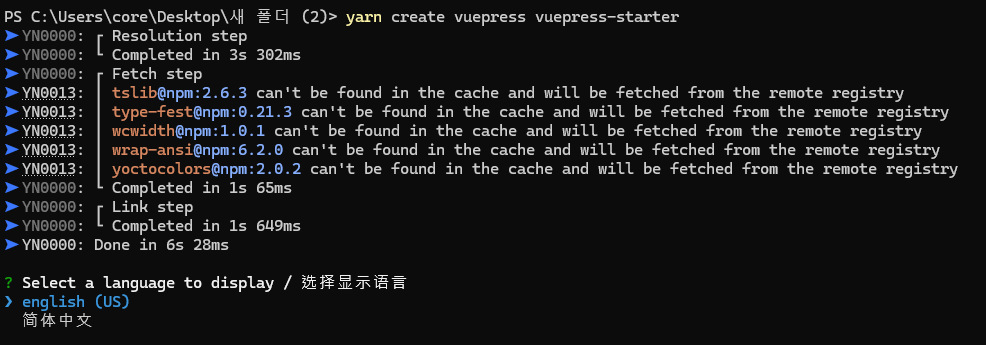 PS C:\Users\core\Desktop\새 폴더 (2)> yarn create vuepress vuepress-starter
➤ YN0000: ┌ Resolution step
➤ YN0000: └ Completed in 3s 302ms
➤ YN0000: ┌ Fetch step
➤ YN0013: │ tslib@npm:2.6.3 can't be found in the cache and will be fetched from the remote registry
➤ YN0013: │ type-fest@npm:0.21.3 can't be found in the cache and will be fetched from the remote registry
➤ YN0013: │ wcwidth@npm:1.0.1 can't be found in the cache and will be fetched from the remote registry
➤ YN0013: │ wrap-ansi@npm:6.2.0 can't be found in the cache and will be fetched from the remote registry
➤ YN0013: │ yoctocolors@npm:2.0.2 can't be found in the cache and will be fetched from the remote registry
➤ YN0000: └ Completed in 1s 65ms
➤ YN0000: ┌ Link step
➤ YN0000: └ Completed in 1s 649ms
➤ YN0000: Done in 6s 28ms
? Select a language to display / 选择显示语言
❯ english (US)
简体中文